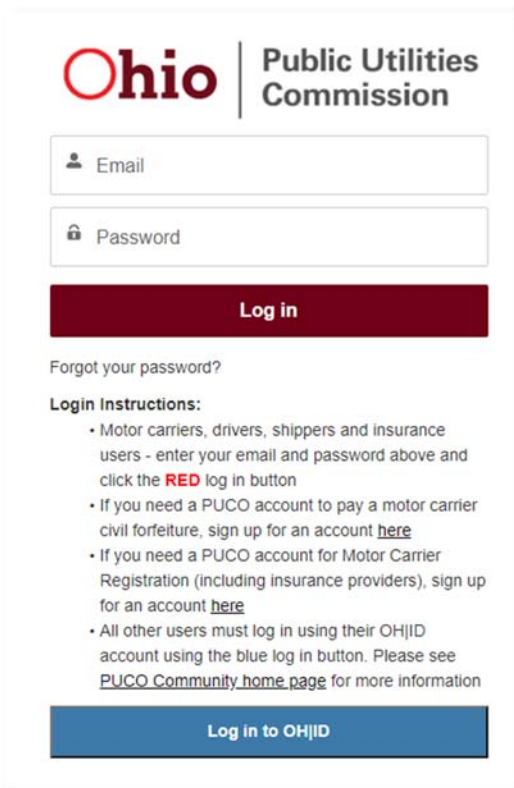 Ohio
Public Utilities
Commission
Email
Password
Log in
Forgot your password?
Login Instructions:
• Motor carriers, drivers, shippers and insurance
users - enter your email and password above and
click the RED log in button
• If you need a PUCO account to pay a motor carrier
civil forfeiture, sign up for an account here
• If you need a PUCO account for Motor Carrier
Registration (including insurance providers), sign up
for an account here
• All other users must log in using their OH|ID
account using the blue log in button. Please see
PUCO Community home page for more information
Log in to OH|ID